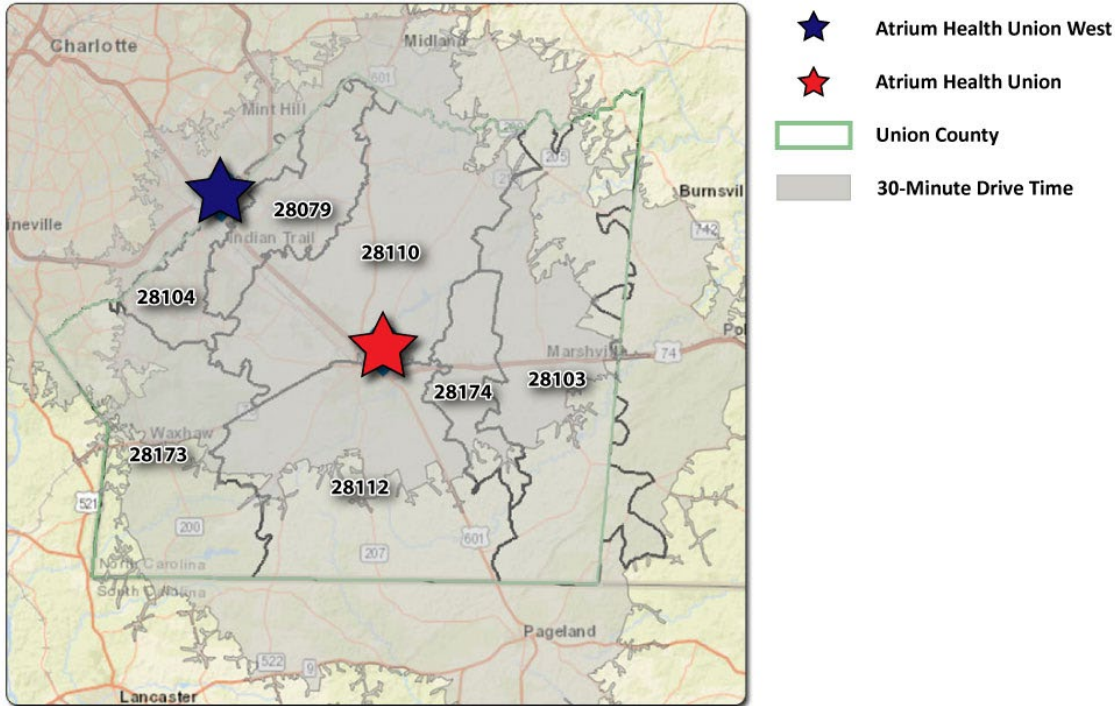 Charlotte
Midland
601
Mint Hill
205
Burnsvil
ineville
28079
Indian Trail
28110
742
28104
Marshville
74
28174
28103
Waxhaw
28173
28112
521
200
207
601
North Carolina
South Carolina
Pageland
522
9
Lancaster
Atrium Health Union West
Atrium Health Union
Union County
30-Minute Drive Time